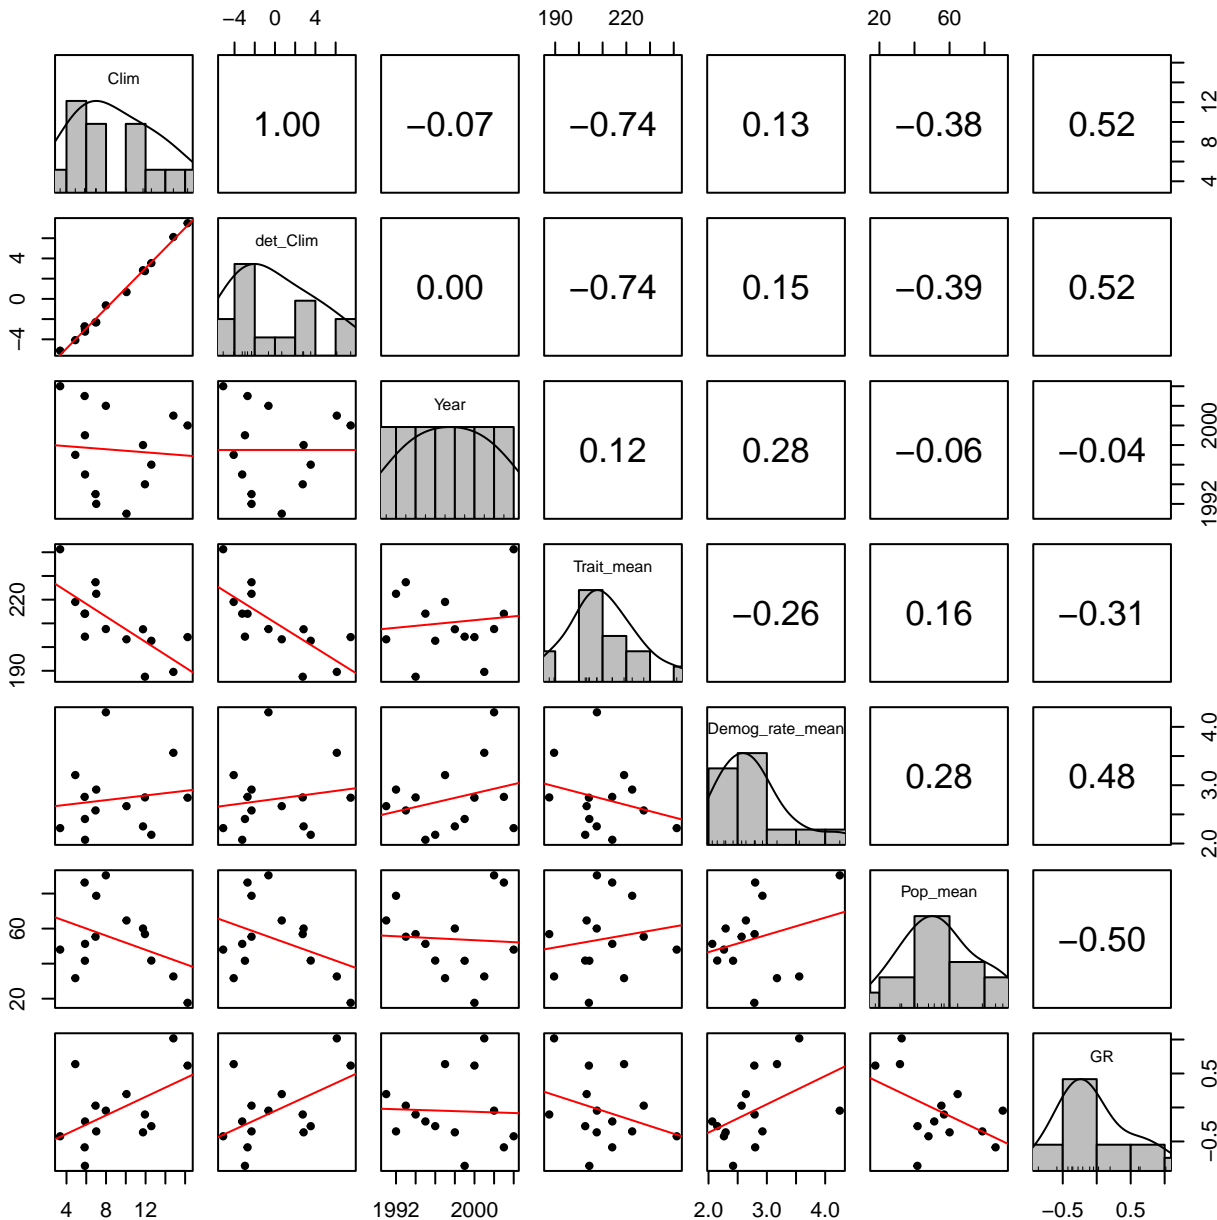 −4 0 4 190 220 20 60
Clim
1.00 −0.07 −0.74 0.13 −0.38 0.52
4 8 12
det_Clim
0.00 −0.74 0.15 −0.39 0.52
−4 0 4
Year
0.12 0.28 −0.06 −0.04
1992 2000
Trait_mean
−0.26 0.16 −0.31
190 220
Demog_rate_mean
0.28 0.48
2.0 3.0 4.0
Pop_mean
−0.50
20 60
GR
−0.5 0.5
4 8 12 1992 2000 2.0 3.0 4.0 −0.5 0.5